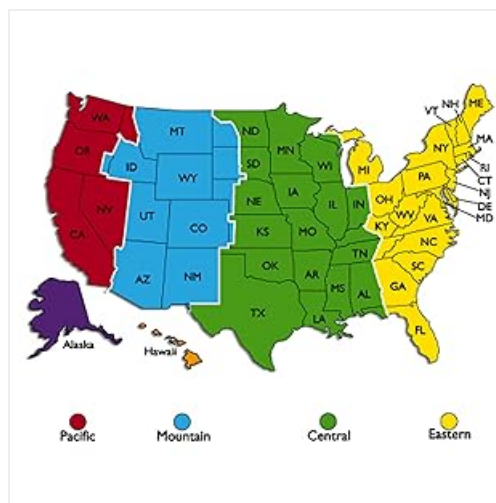 WA
OR
CA
NV
ID
MT
WY
UT
CO
AZ
NM
ND
SD
NE
KS
OK
TX
MN
IA
MO
AR
LA
WI
IL
IN
TN
MS
AL
MI
OH
KY
WV
VA
NC
SC
GA
FL
PA
NY
VT
NH
ME
MA
RI
CT
NJ
DE
MD
Alaska
Hawaii
Pacific
Mountain
Central
Eastern